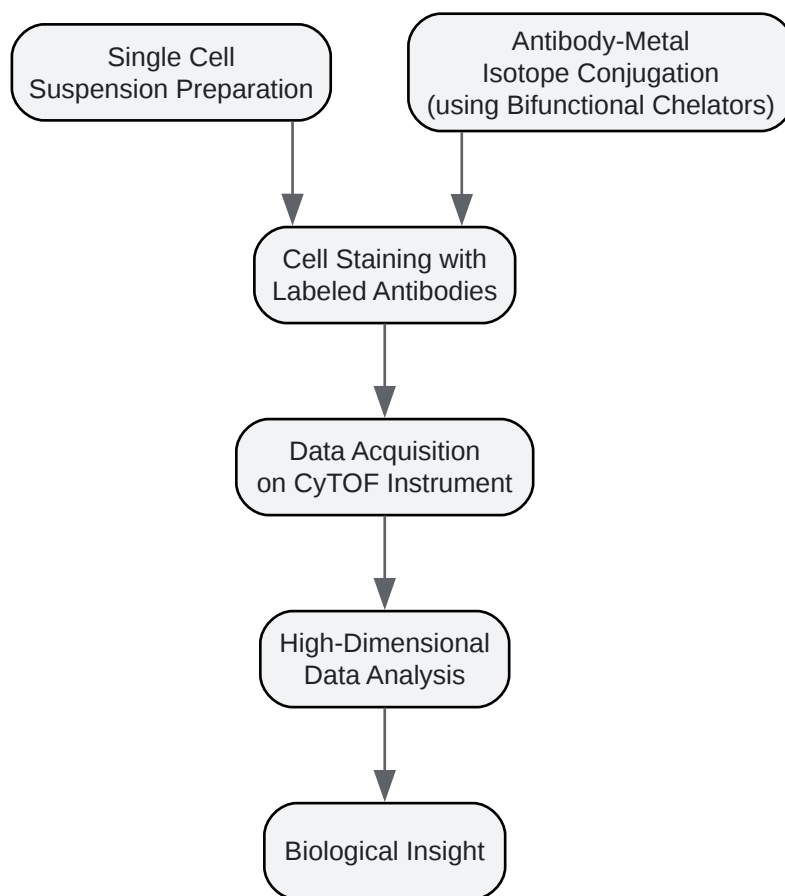 Single Cell
Suspension Preparation
Antibody-Metal
Isotope Conjugation
(using Bifunctional Chelators)
Cell Staining with
Labeled Antibodies
Data Acquisition
on CyTOF Instrument
High-Dimensional
Data Analysis
Biological Insight